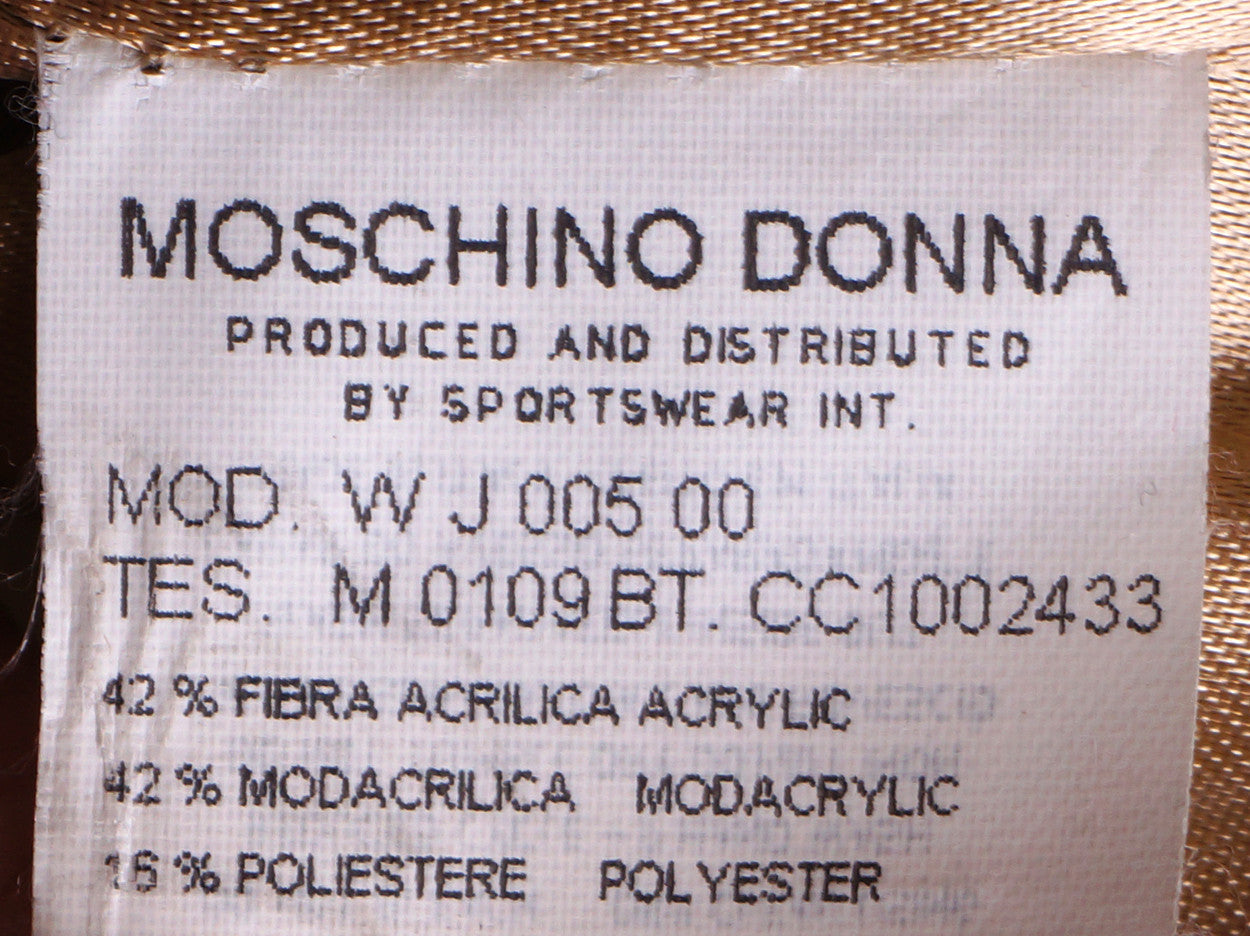 MOSCHINO DONNA
PRODUCED AND DISTRIBUTED
BY SPORTSWEAR INT.
MOD. W J 005 00
TES. M 0109 BT. CC1002433
42 % FIBRA ACRILICA ACRYLIC
42 % MODACRILICA MODACRYLIC
16 % POLIESTERE POLYESTER